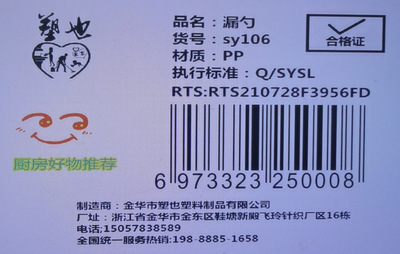 塑也
品名：漏勺
货号：sy106
材质：PP
执行标准：Q/SYSL
RTS:RTS210728F3956FD
合格证
厨房好物推荐
6 973323 250008
制造商：金华市塑也塑料制品有限公司
厂址：浙江省金华市金东区鞋塘新殿飞玲针织厂区16栋
电话;15057838589
全国统一服务热线:198-8885-1658